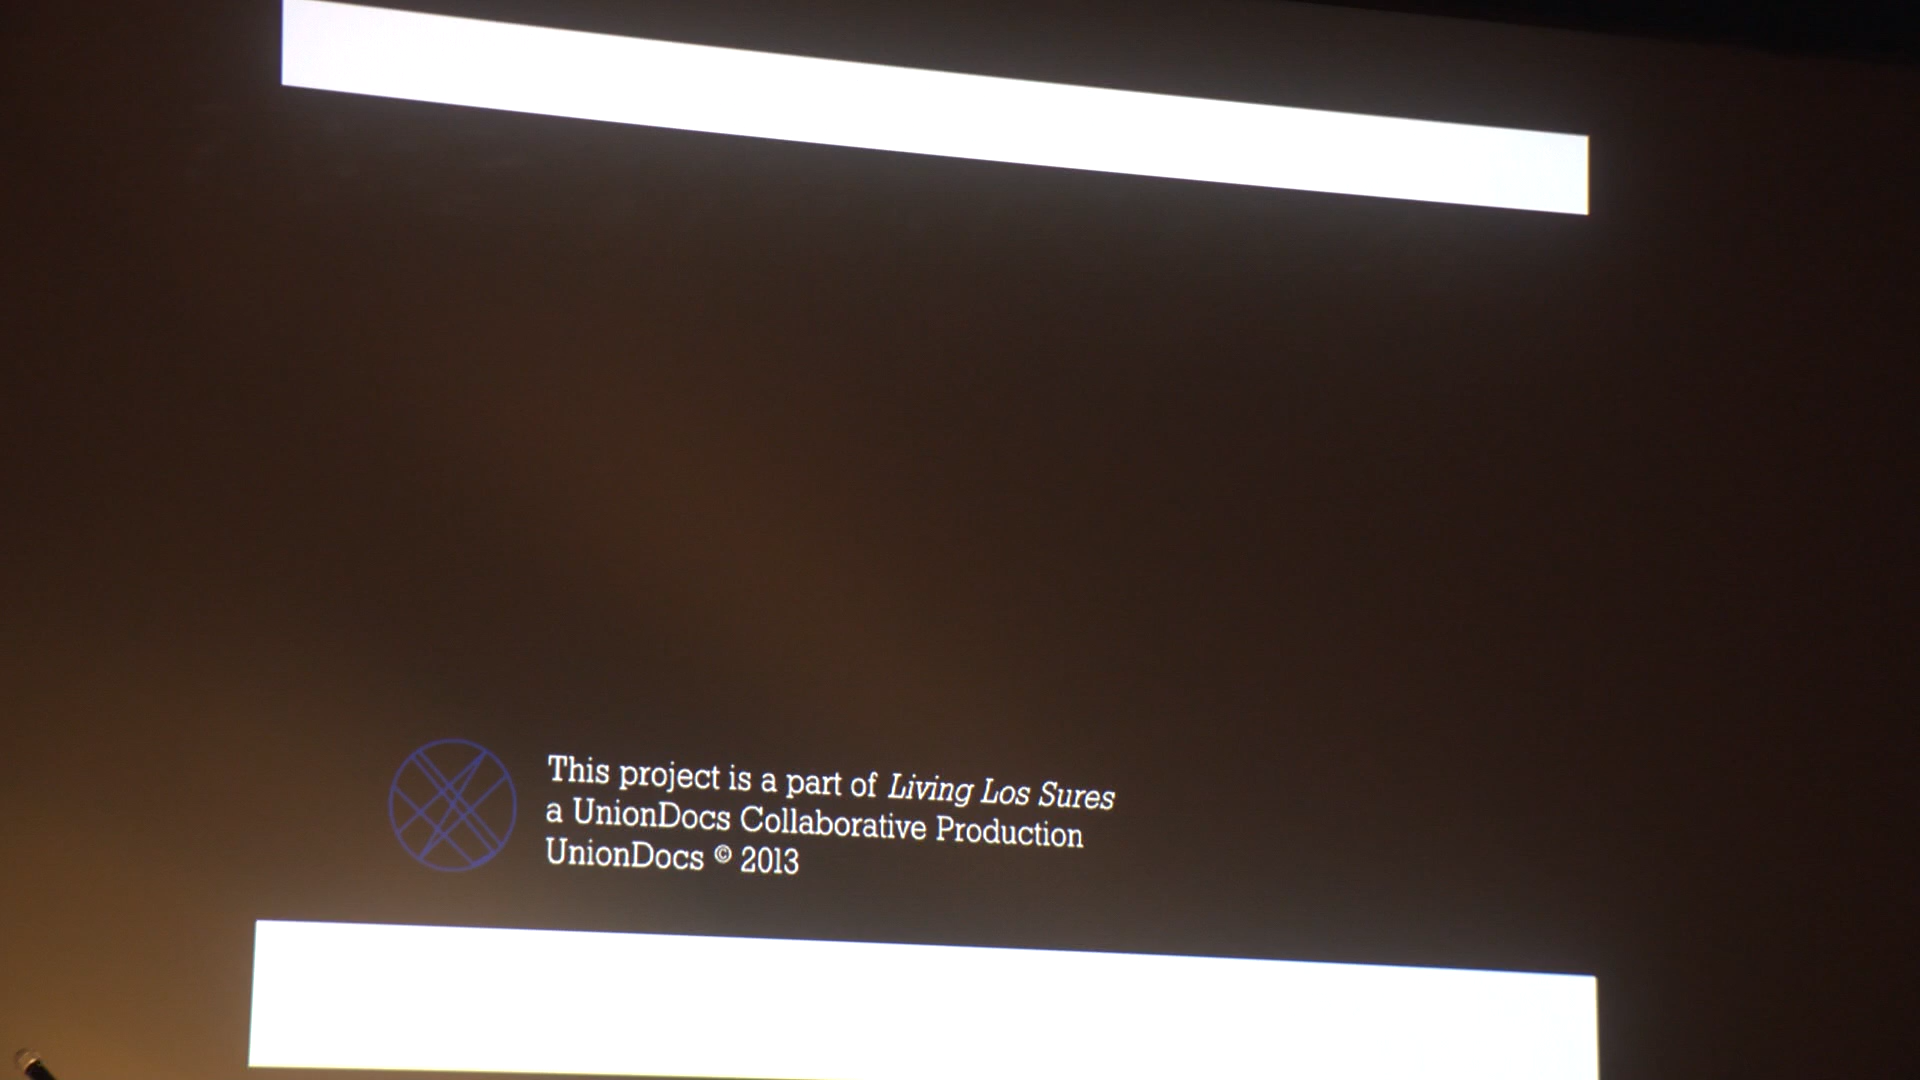 This project is a part of Living Los Sures
a UnionDocs Collaborative Production
UnionDocs © 2013